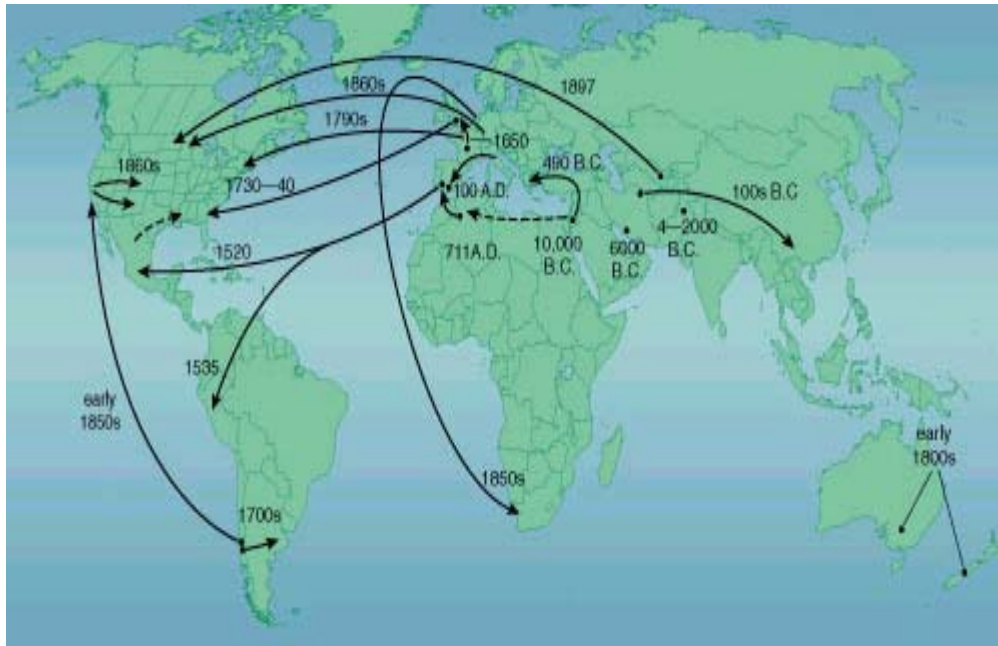 1860s
1897
1790s
1650
1860s
490 B.C.
1730—40
100 A.D.
100s B.C
4—2000
B.C.
1520
711A.D.
10,000
B.C.
6000
B.C.
1535
early
1850s
early
1800s
1850s
1700s